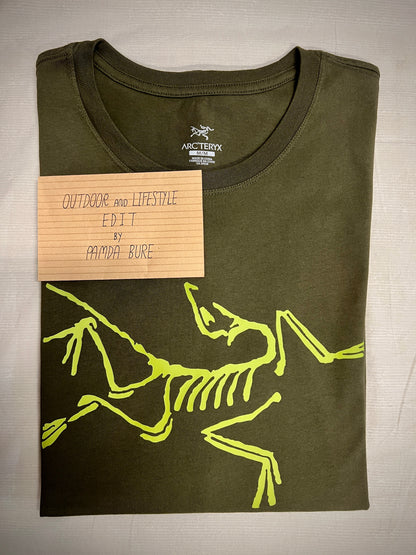 ARC'TERYX
M/M
OUTDOOR AND LIFESTYLE
EDIT
BY
PAMDA BURE